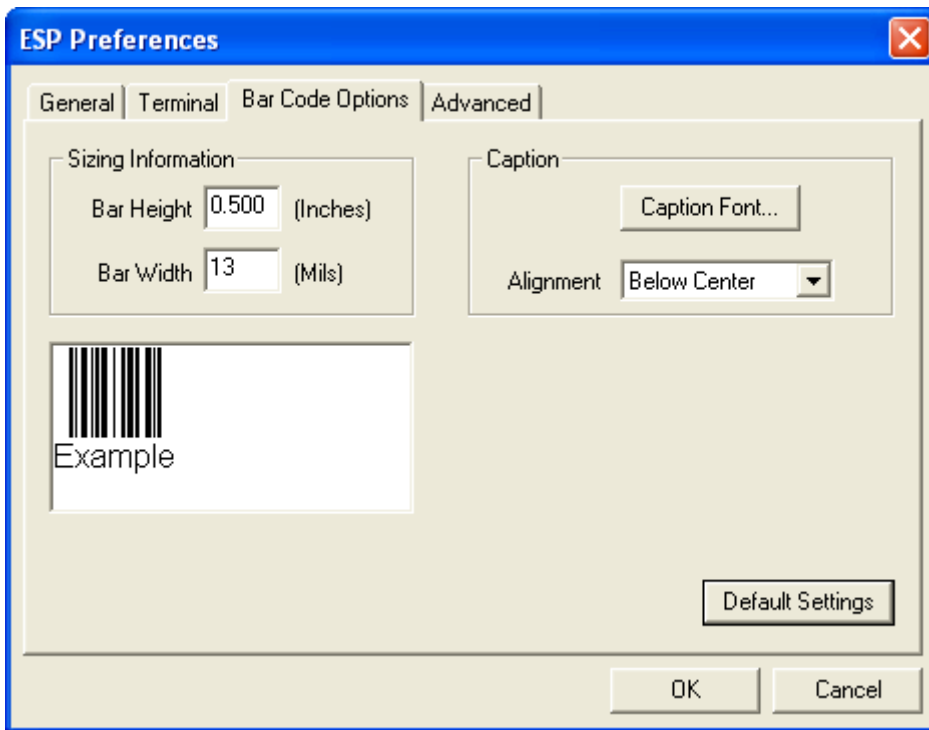 ESP Preferences
General Terminal Bar Code Options Advanced
Sizing Information
Bar Height 0.500 (Inches)
Bar Width 13 (Mils)
Caption
Caption Font...
Alignment Below Center
Example
Default Settings
OK Cancel